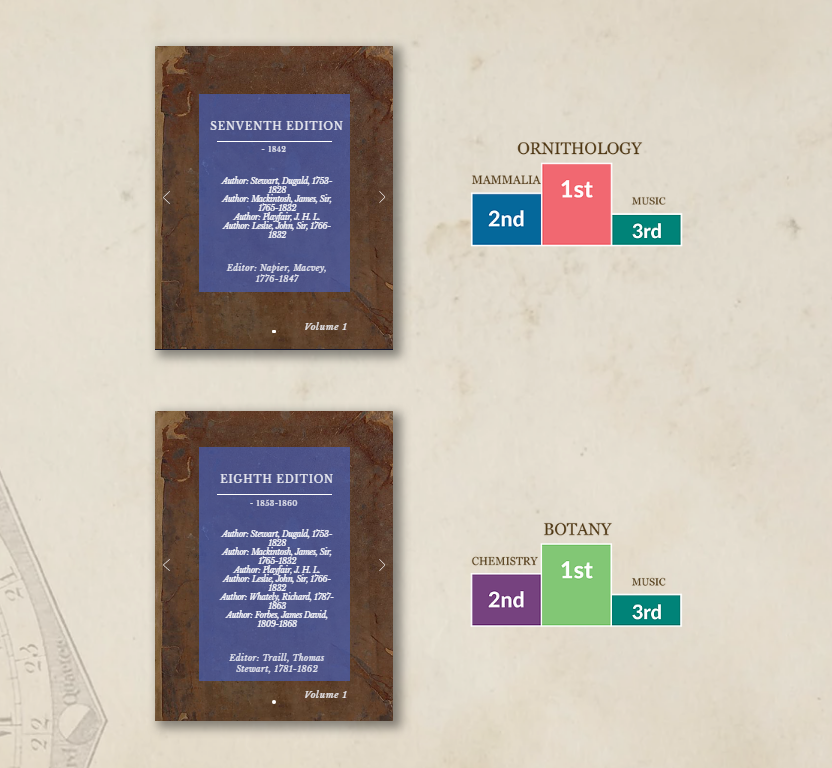 SENVENTH EDITION
- 1842
Author: Stewart, Dugald, 1753-
1828
Author: Mackintosh, James, Sir,
1765-1832
Author: Playfair, J. H. L.
Author: Leslie, John, Sir, 1766-
1832
Editor: Napier, Macvey,
1776-1847
Volume 1
ORNITHOLOGY
MAMMALIA
1st
2nd
MUSIC
3rd
EIGHTH EDITION
- 1853-1860
Author: Stewart, Dugald, 1753-
1828
Author: Mackintosh, James, Sir,
1765-1832
Author: Playfair, J. H. L.
Author: Leslie, John, Sir, 1766-
1832
Author: Whately, Richard, 1787-
1863
Author: Forbes, James David,
1809-1868
Editor: Traill, Thomas
Stewart, 1781-1862
Volume 1
BOTANY
CHEMISTRY
1st
2nd
MUSIC
3rd
23
22
Quartee